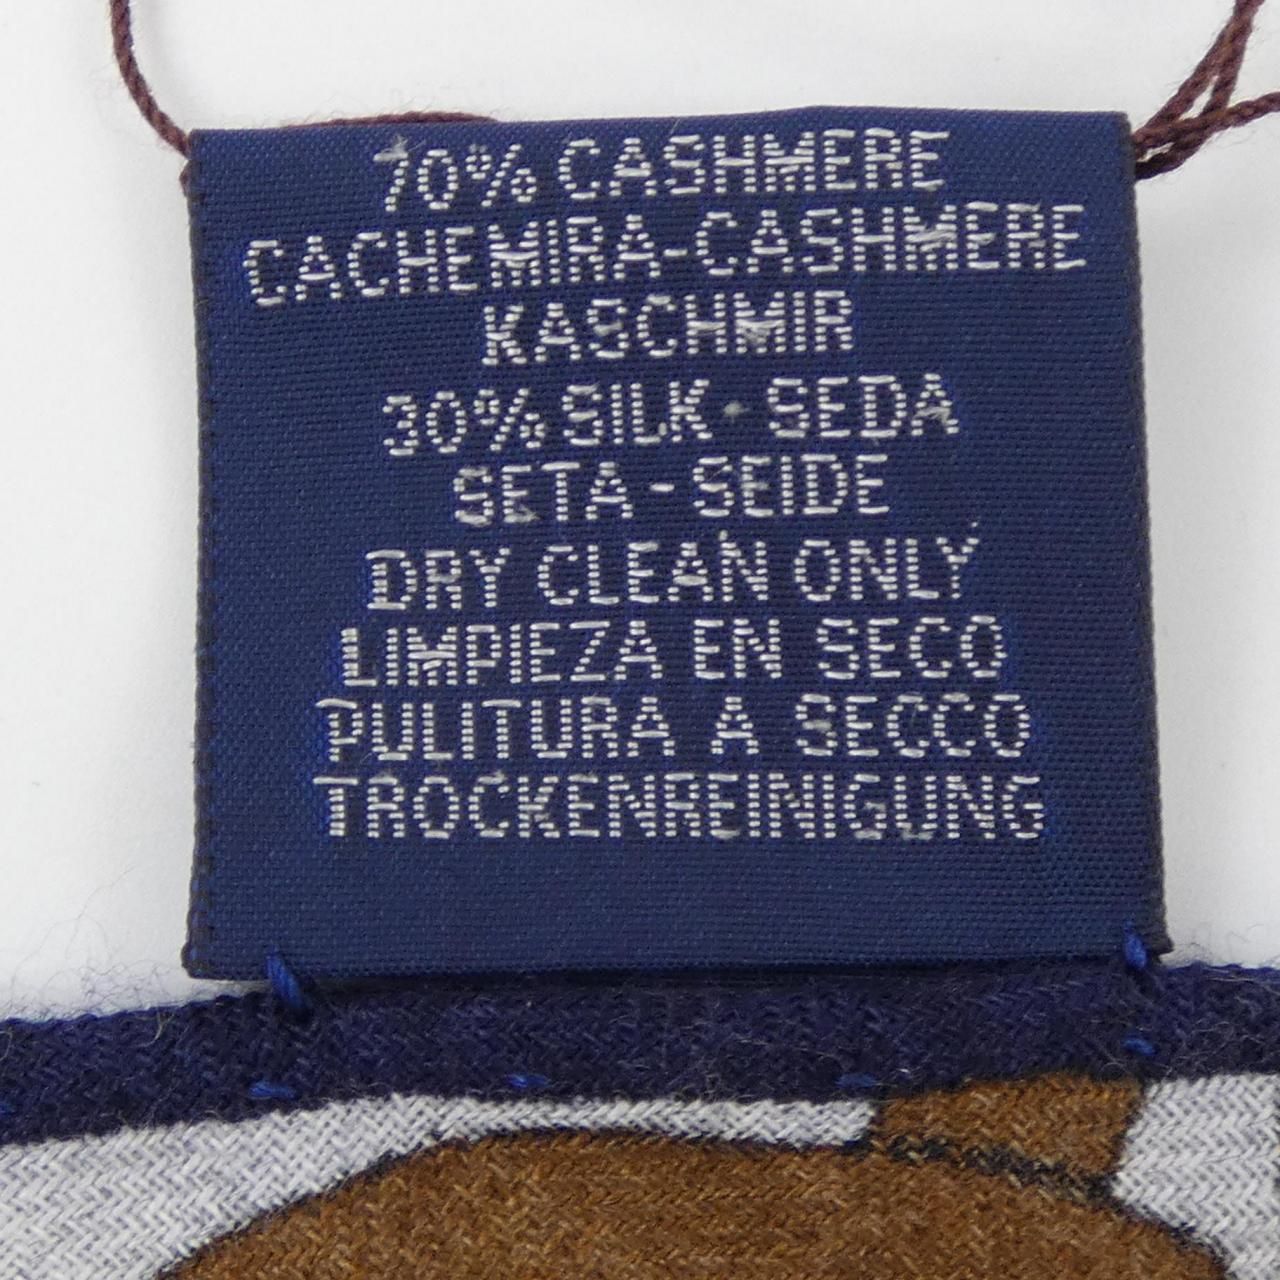 70% CASHMERE
CACHEMIRA-CASHMERE
KASCHMIR
30% SILK - SEDA
SETA - SEIDE
DRY CLEAN ONLY
LIMPIEZA EN SECO
PULITURA A SECCO
TROCKENREINIGUNG